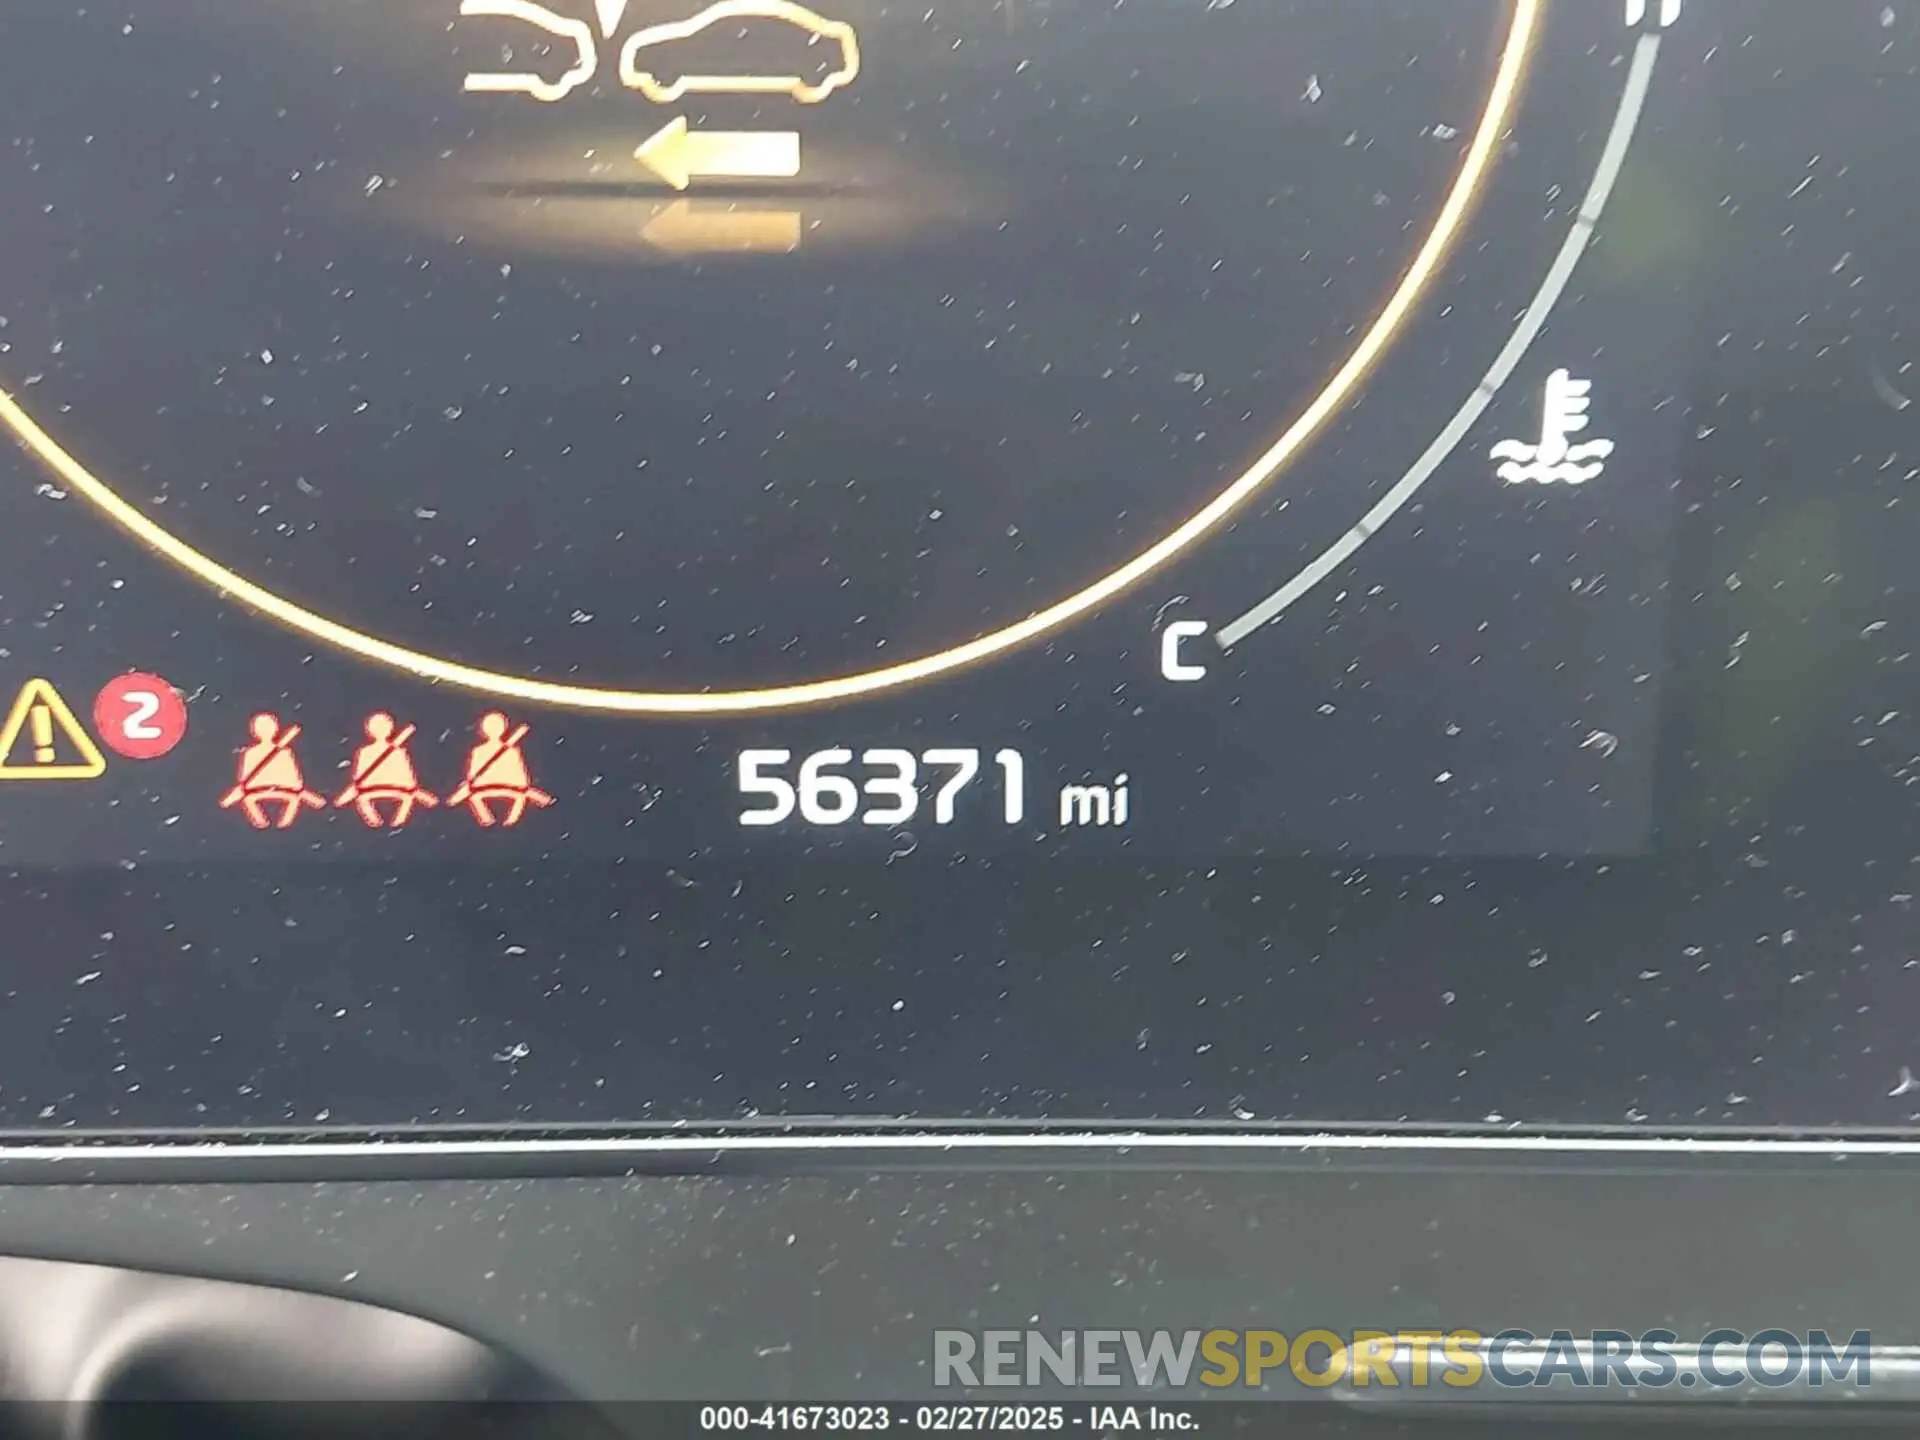 C
2
56371 mi
RENEWSPORTSCARS.COM
000-41673023 - 02/27/2025 - IAA Inc.